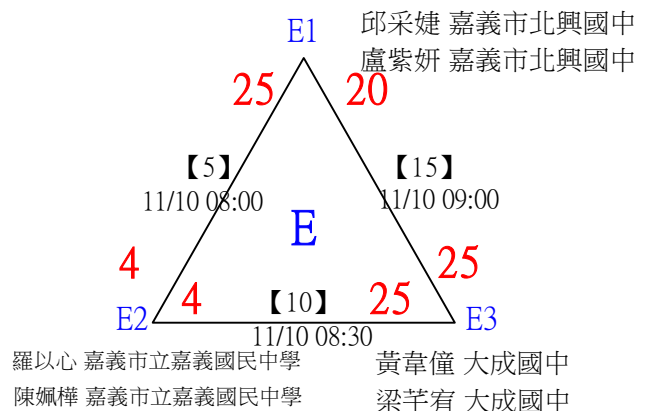 E1
邱采婕 嘉義市北興國中
盧紫妍 嘉義市北興國中
25
20
【5】
11/10 08:00
【15】
11/10 09:00
E
4
25
4
【10】
25
E2
E3
11/10 08:30
羅以心 嘉義市立嘉義國民中學
陳姵樺 嘉義市立嘉義國民中學
黃韋僮 大成國中
梁芊宥 大成國中